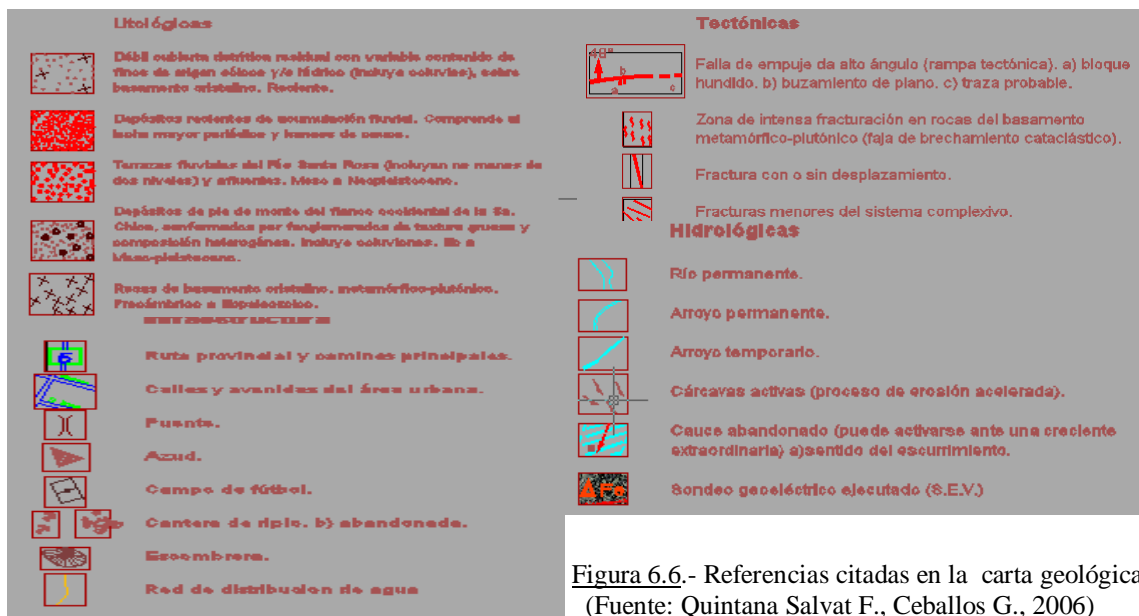 Litológicas
Débil cubierta detrítica residual con variable contenido de
finos de origen eólico y/o hídrico (incluye coluvios), sobre
basamento cristalino. Reciente.
Depósitos recientes de acumulación fluvial. Comprende el
lecho mayor periódico y barras de cauce.
Terrazas fluviales del Río Santa Rosa (incluyen no menos de
dos niveles) y afluentes. Meso a Neopleistoceno.
Depósitos de pie de monte del flanco occidental de la Sa.
Chica, conformados por fanglomerados de textura gruesa y
composición heterogénea. Incluye coluviones. Eo a
Meso-pleistoceno.
Rocas de basamento cristalino, metamórfico-plutónico.
Precámbrico a Eopaleozoico.
Ruta provincial y caminos principales.
Calles y avenidas del área urbana.
Puente.
Azud.
Campo de fútbol.
Cantera de ripio. b) abandonada.
Escombrera.
Red de distribucion de agua
Tectónicas
40°
b
a
c
Falla de empuje da alto ángulo (rampa tectónica). a) bloque
hundido. b) buzamiento de plano. c) traza probable.
Zona de intensa fracturación en rocas del basamento
metamórfico-plutónico (faja de brechamiento cataclástico).
Fractura con o sin desplazamiento.
Fracturas menores del sistema complexivo.
Hidrológicas
Río permanente.
Arroyo permanente.
Arroyo temporario.
Cárcavas activas (proceso de erosión acelerada).
Cauce abandonado (puede activarse ante una creciente
extraordinaria) a)sentido del escurrimiento.
Sondeo geoeléctrico ejecutado (S.E.V.)
Figura 6.6.- Referencias citadas en la carta geológica
(Fuente: Quintana Salvat F., Ceballos G., 2006)